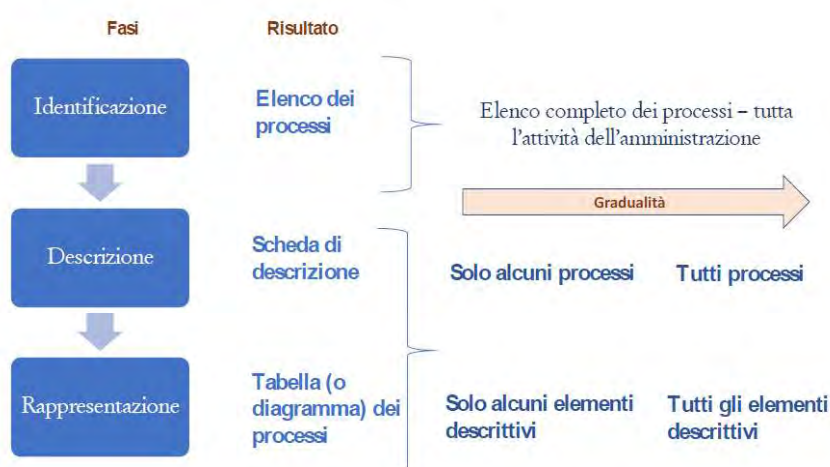 Fasi
Risultato
Identificazione
Elenco dei
processi
Elenco completo dei processi – tutta
l'attività dell'amministrazione
Gradualità
Descrizione
Scheda di
descrizione
Solo alcuni processi
Tutti processi
Rappresentazione
Tabella (o
diagramma) dei
processi
Solo alcuni elementi
descrittivi
Tutti gli elementi
descrittivi